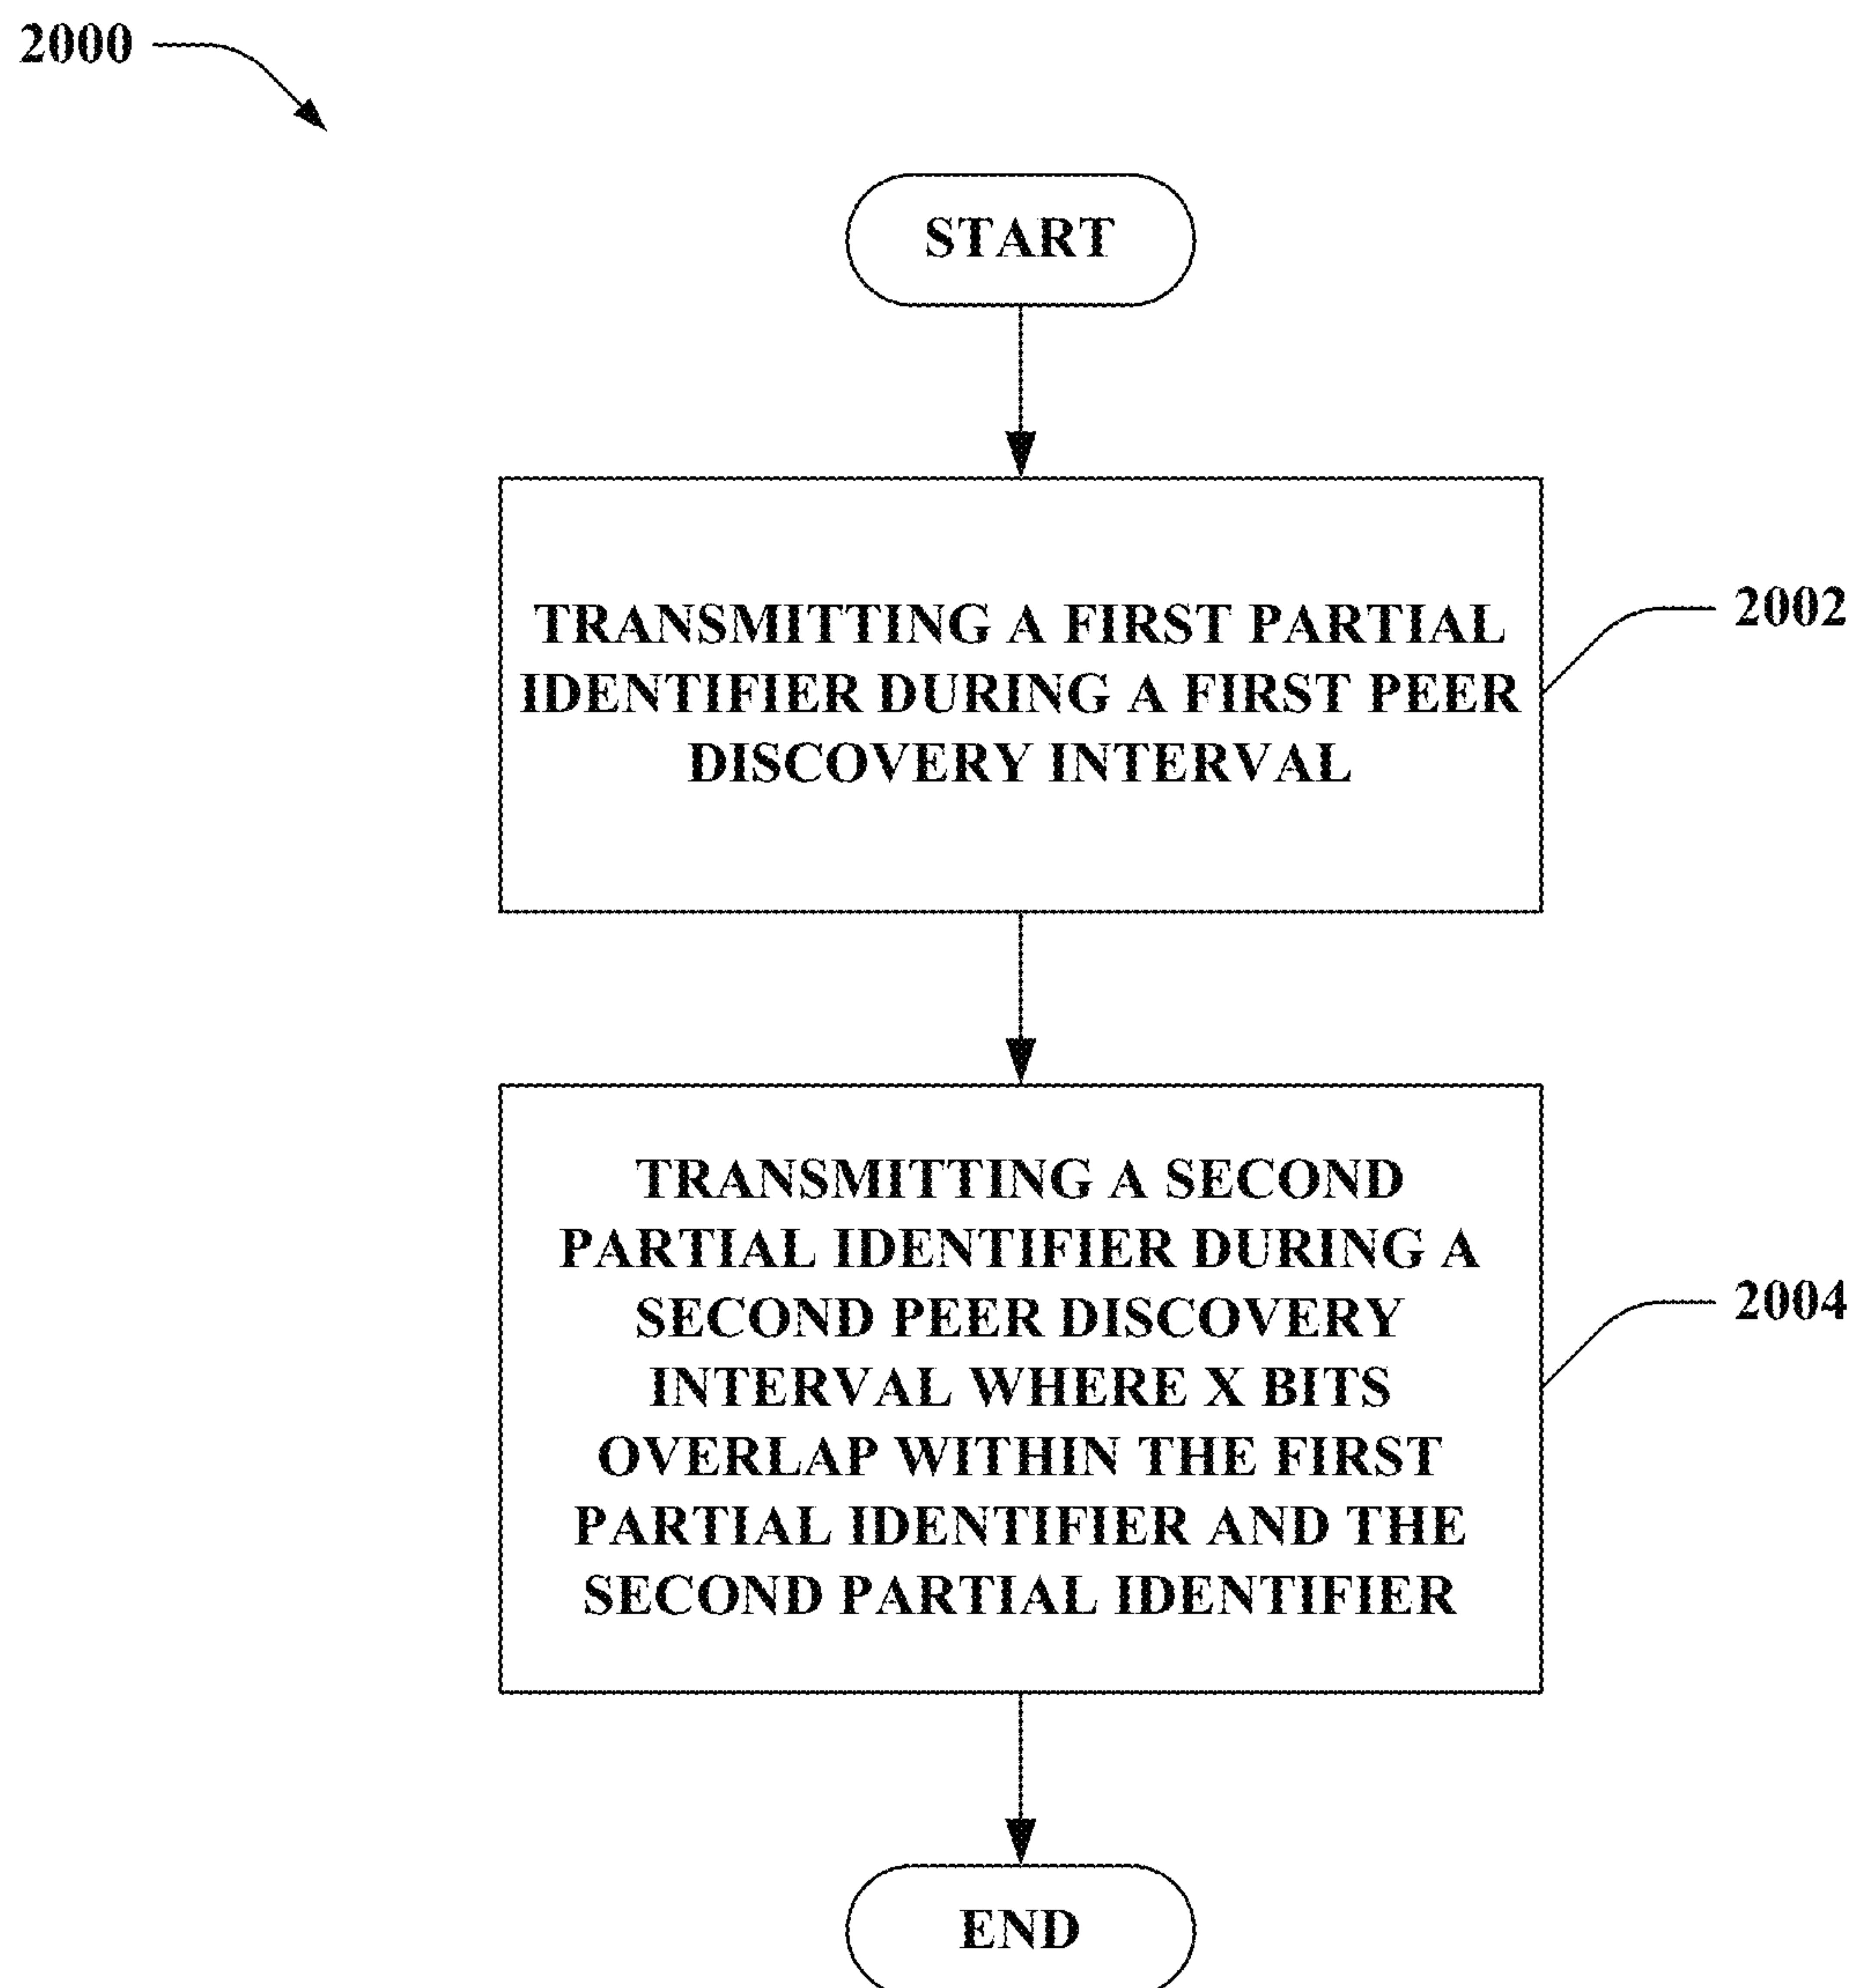 2000
START
TRANSMITTING A FIRST PARTIAL
IDENTIFIER DURING A FIRST PEER
DISCOVERY INTERVAL
2002
TRANSMITTING A SECOND
PARTIAL IDENTIFIER DURING A
SECOND PEER DISCOVERY
INTERVAL WHERE X BITS
OVERLAP WITHIN THE FIRST
PARTIAL IDENTIFIER AND THE
SECOND PARTIAL IDENTIFIER
2004
END